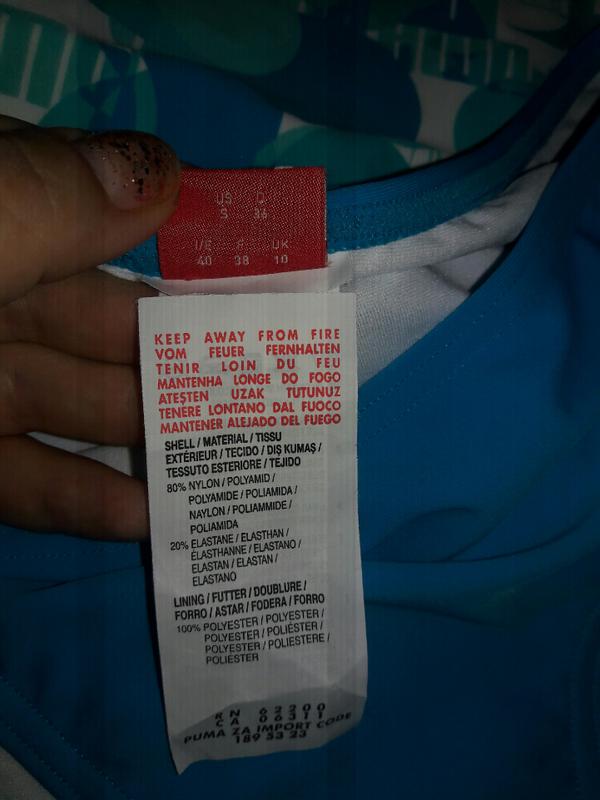 US D
S 36
I/E F UK
40 38 10
KEEP AWAY FROM FIRE
VOM FEUER FERNHALTEN
TENIR LOIN DU FEU
MANTENHA LONGE DO FOGO
ATEŞTEN UZAK TUTUNUZ
TENERE LONTANO DAL FUOCO
MANTENER ALEJADO DEL FUEGO
SHELL / MATERIAL / TISSU
EXTÉRIEUR / TECIDO / DIŞ KUMAŞ /
TESSUTO ESTERIORE / TEJIDO
80% NYLON / POLYAMID /
POLYAMIDE / POLIAMIDA /
NAYLON / POLIAMMIDE /
POLIAMIDA
20% ELASTANE / ELASTHAN /
ÉLASTHANNE / ELASTANO /
ELASTAN / ELASTAN /
ELASTANO
LINING / FUTTER / DOUBLURE /
FORRO / ASTAR / FODERA / FORRO
100% POLYESTER / POLYESTER /
POLYESTER / POLIÉSTER /
POLYESTER / POLIESTERE /
POLIESTER
RN 62200
CA 06311
PUMA ZA IMPORT CODE
189 53 23